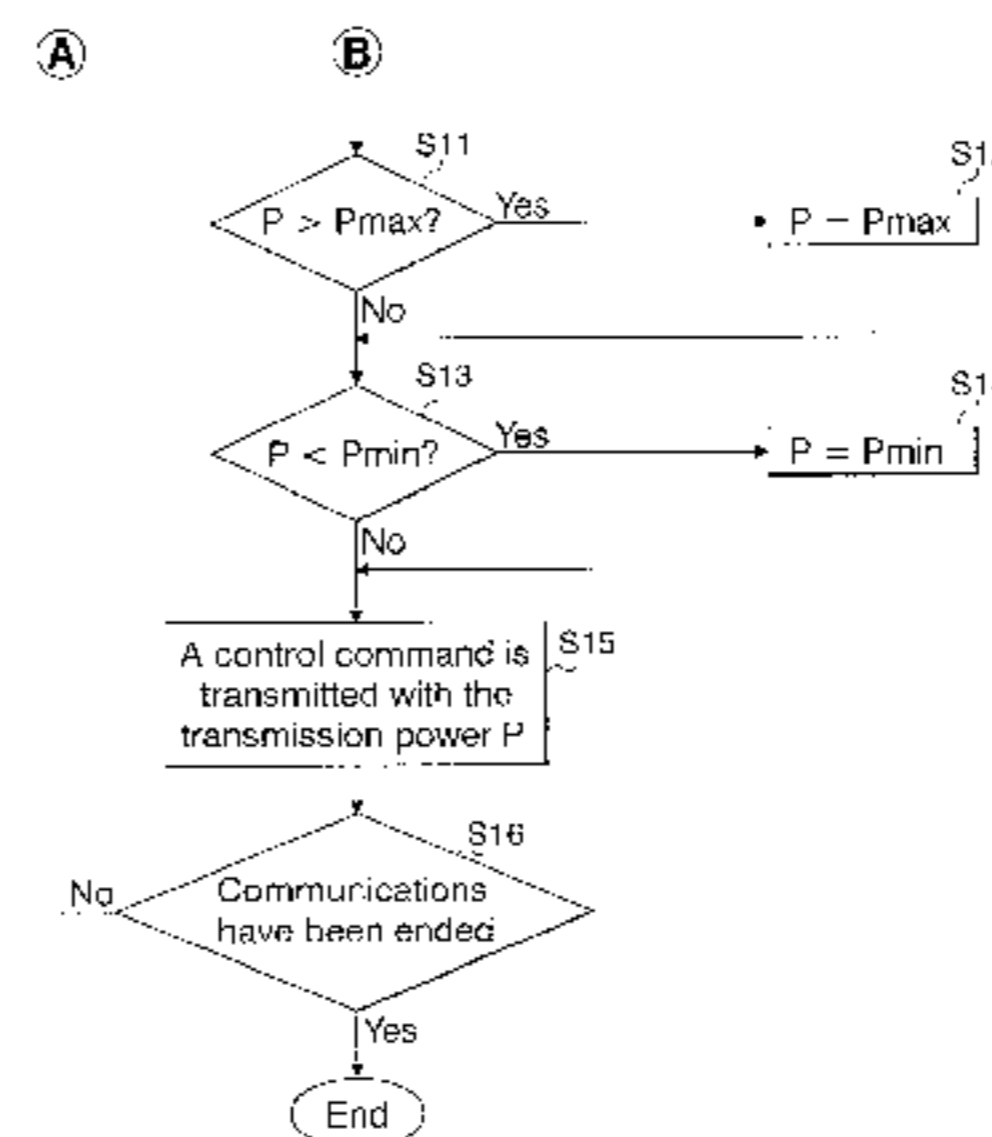 A
B
S11
P > Pmax?
Yes
P = Pmax
No
S13
P < Pmin?
Yes
P = Pmin
No
A control command is
transmitted with the
transmission power P
S15
S16
Communications
have been ended
No
Yes
End